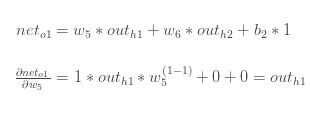 net_{o1} = w_5 * out_{h1} + w_6 * out_{h2} + b_2 * 1
\frac{\partial net_{o1}}{\partial w_5} = 1 * out_{h1} * w_5^{(1-1)} + 0 + 0 = out_{h1}